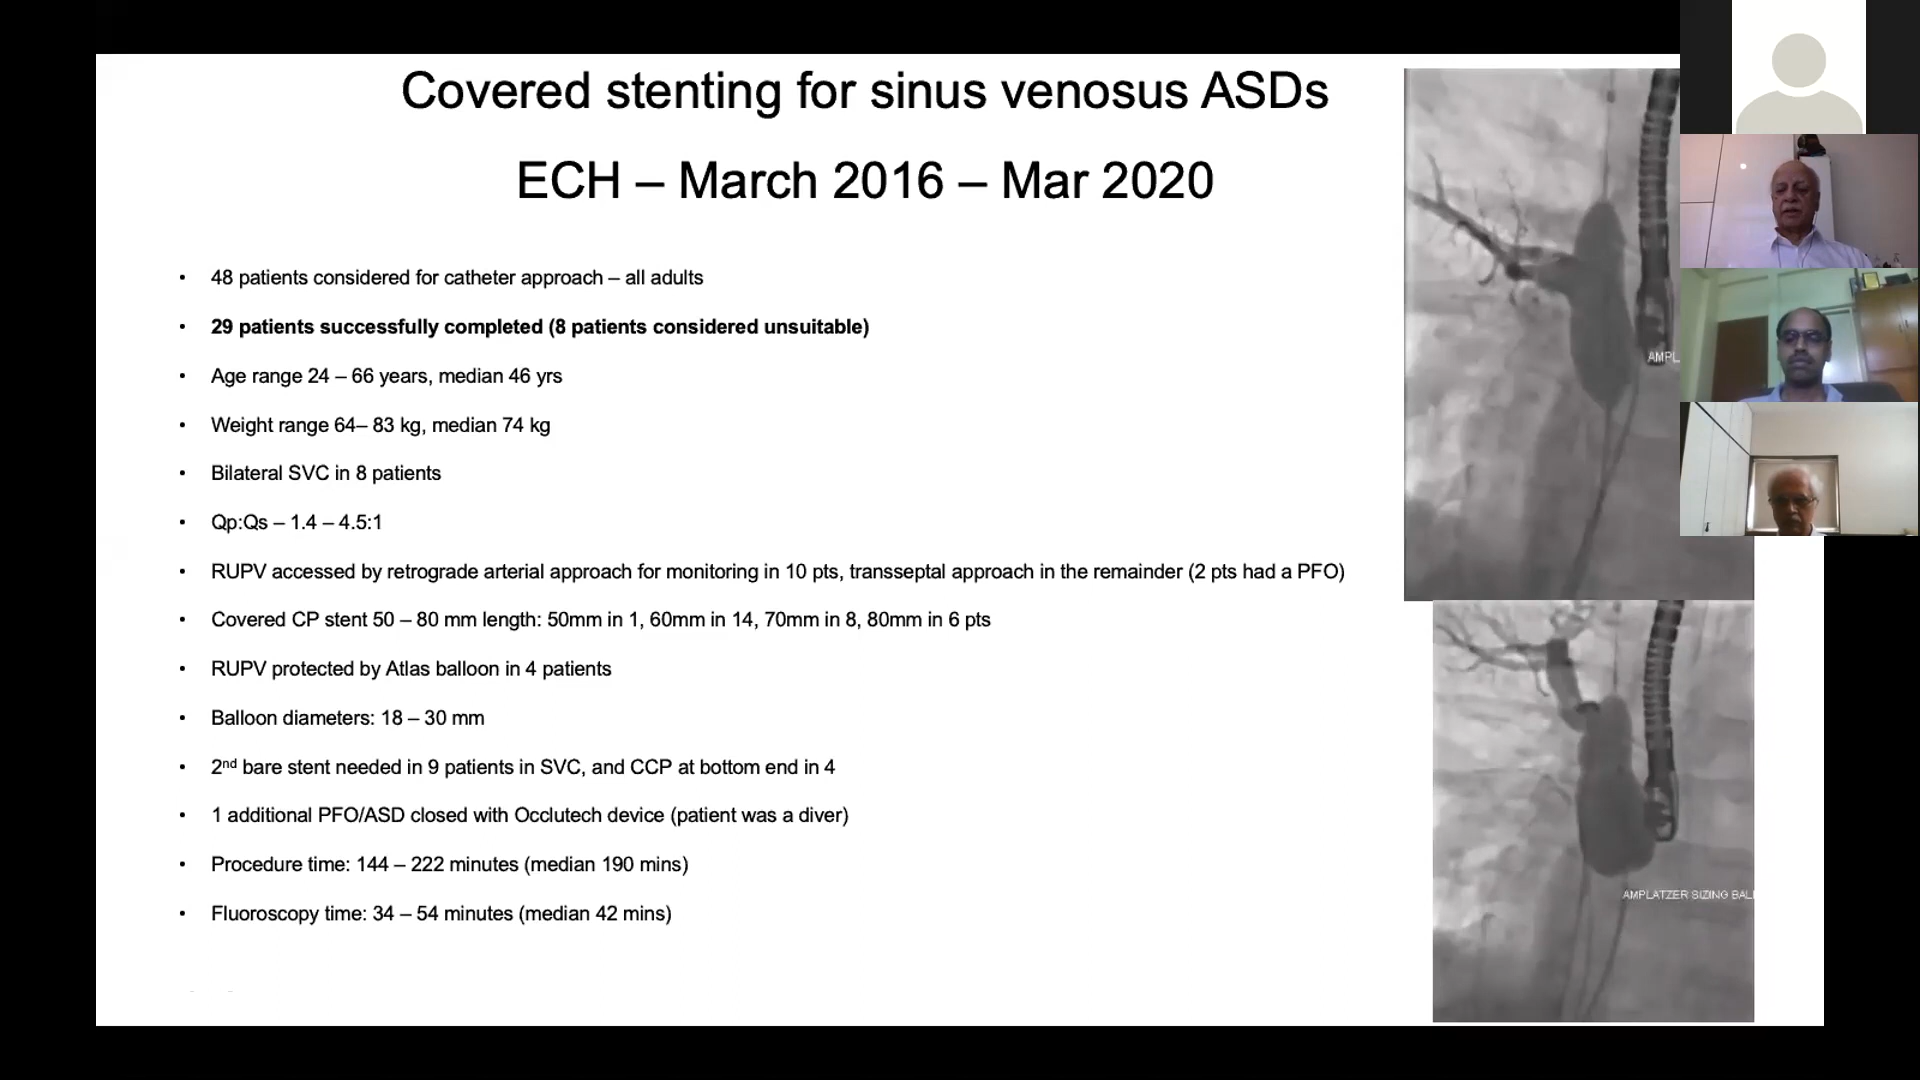 Covered stenting for sinus venosus ASDs
ECH – March 2016 – Mar 2020
• 48 patients considered for catheter approach – all adults
• 29 patients successfully completed (8 patients considered unsuitable)
• Age range 24 – 66 years, median 46 yrs
• Weight range 64– 83 kg, median 74 kg
• Bilateral SVC in 8 patients
• Qp:Qs – 1.4 – 4.5:1
• RUPV accessed by retrograde arterial approach for monitoring in 10 pts, transseptal approach in the remainder (2 pts had a PFO)
• Covered CP stent 50 – 80 mm length: 50mm in 1, 60mm in 14, 70mm in 8, 80mm in 6 pts
• RUPV protected by Atlas balloon in 4 patients
• Balloon diameters: 18 – 30 mm
• 2nd bare stent needed in 9 patients in SVC, and CCP at bottom end in 4
• 1 additional PFO/ASD closed with Occlutech device (patient was a diver)
• Procedure time: 144 – 222 minutes (median 190 mins)
• Fluoroscopy time: 34 – 54 minutes (median 42 mins)
AMPL
AMPLATZER SIZING BAL